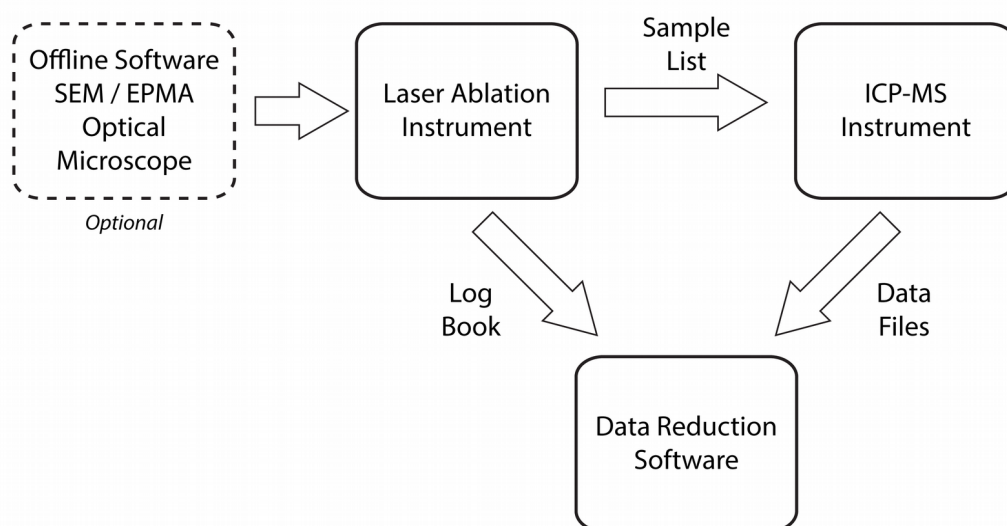 Offline Software
SEM / EPMA
Optical
Microscope
Optional
Laser Ablation
Instrument
Sample
List
ICP-MS
Instrument
Log
Book
Data
Files
Data Reduction
Software